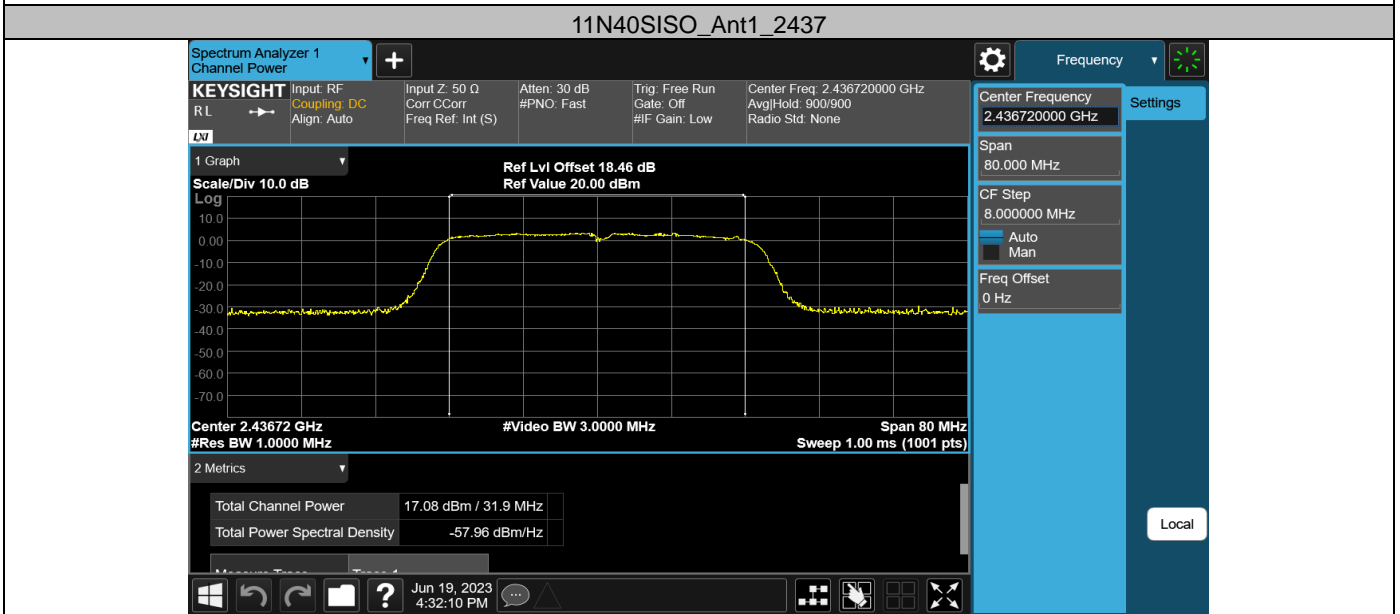 11N40SISO_Ant1_2437
Spectrum Analyzer 1
Channel Power
Frequency
KEYSIGHT
RL
LXI
Input: RF
Coupling: DC
Align: Auto
Input Z: 50 Ω
Corr CCorr
Freq Ref: Int (S)
Atten: 30 dB
#PNO: Fast
Trig: Free Run
Gate: Off
#IF Gain: Low
Center Freq: 2.436720000 GHz
Avg|Hold: 900/900
Radio Std: None
1 Graph
Scale/Div 10.0 dB
Ref Lvl Offset 18.46 dB
Ref Value 20.00 dBm
Log
10.0
0.00
-10.0
-20.0
-30.0
-40.0
-50.0
-60.0
-70.0
Center 2.43672 GHz
#Res BW 1.0000 MHz
#Video BW 3.0000 MHz
Span 80 MHz
Sweep 1.00 ms (1001 pts)
2 Metrics
Total Channel Power 17.08 dBm / 31.9 MHz
Total Power Spectral Density -57.96 dBm/Hz
Measure Trace Trace 1
Jun 19, 2023
4:32:10 PM
Center Frequency
2.436720000 GHz
Settings
Span
80.000 MHz
CF Step
8.000000 MHz
Auto
Man
Freq Offset
0 Hz
Local